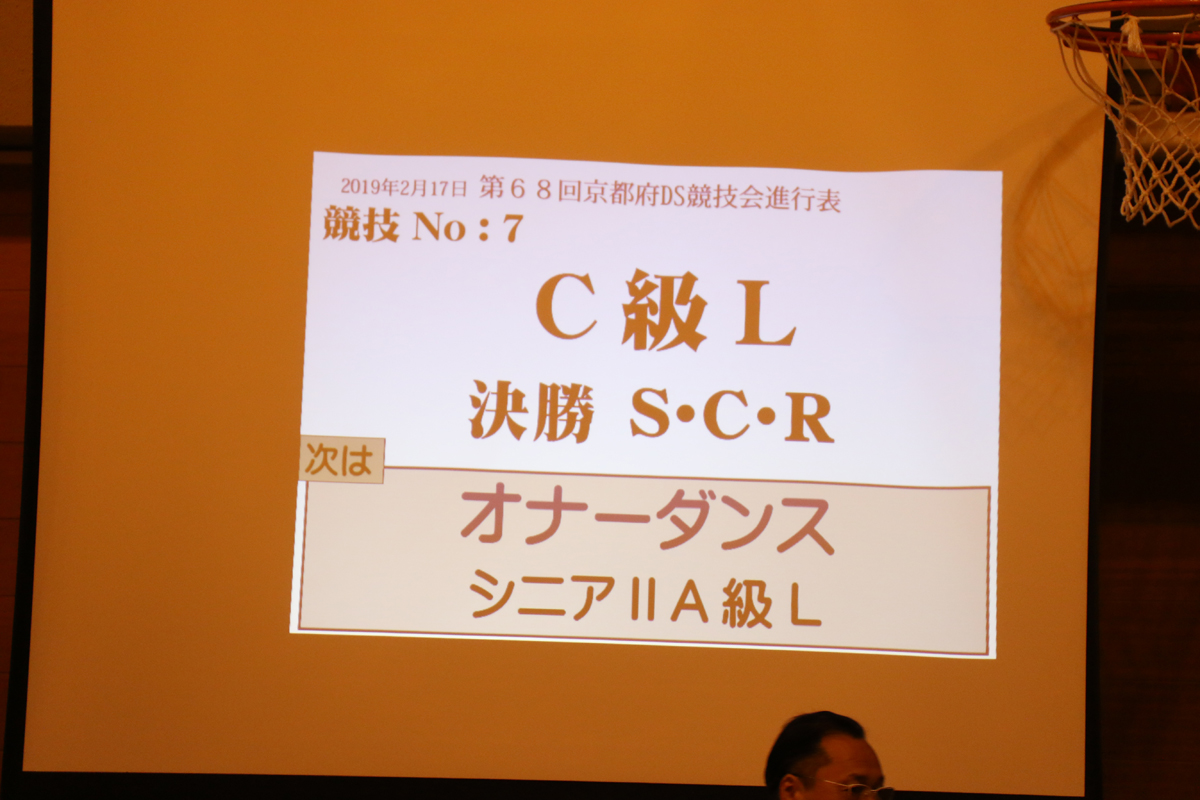 2019年2月17日 第６８回京都府DS競技会進行表
競技 No：7
C 級 L
決勝 S・C・R
次は
オナーダンス
シニアⅡA級L